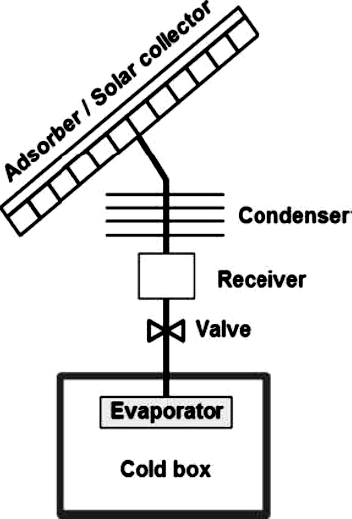 Adsorber / Solar collector
Condenser
Receiver
Valve
Evaporator
Cold box